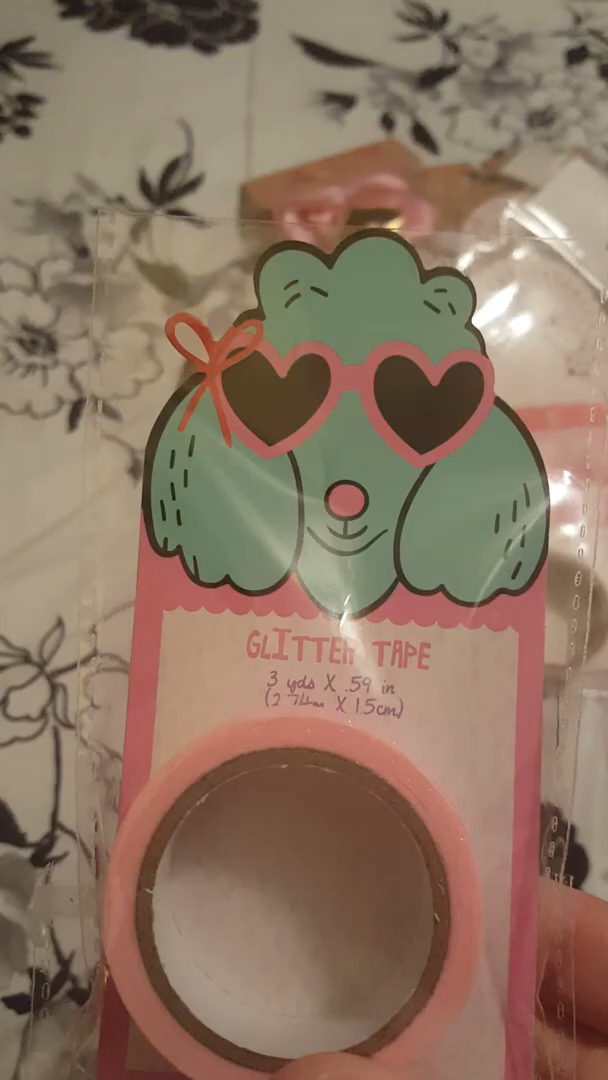 GLITTER TAPE
3 yds X .59 in
(2.74m X 1.5cm)